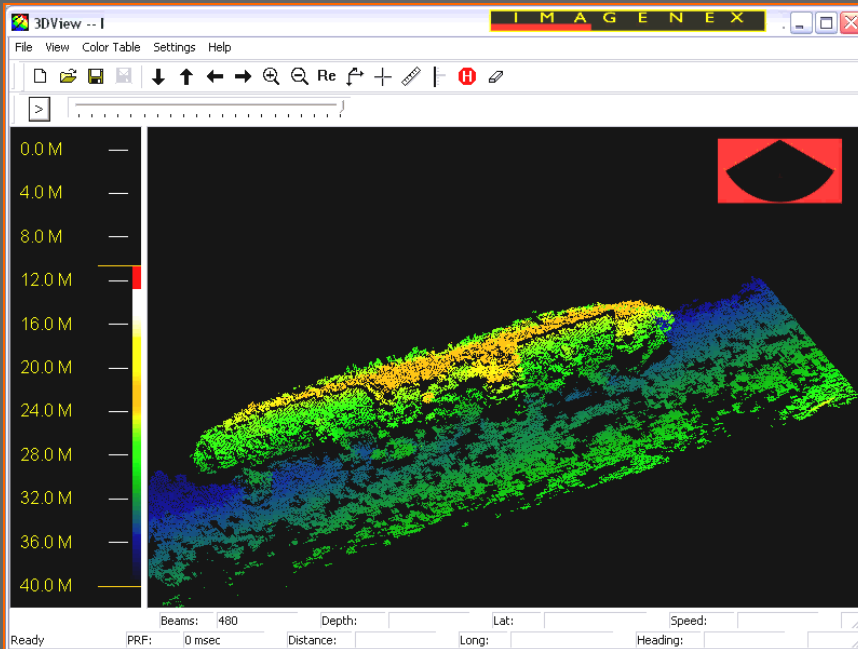 3DView -- I
I M A G E N E X
File View Color Table Settings Help
Re H
>
0.0 M
4.0 M
8.0 M
12.0 M
16.0 M
20.0 M
24.0 M
28.0 M
32.0 M
36.0 M
40.0 M
Beams: 480 Depth: Lat: Speed:
Ready PRF: 0 msec Distance: Long: Heading: